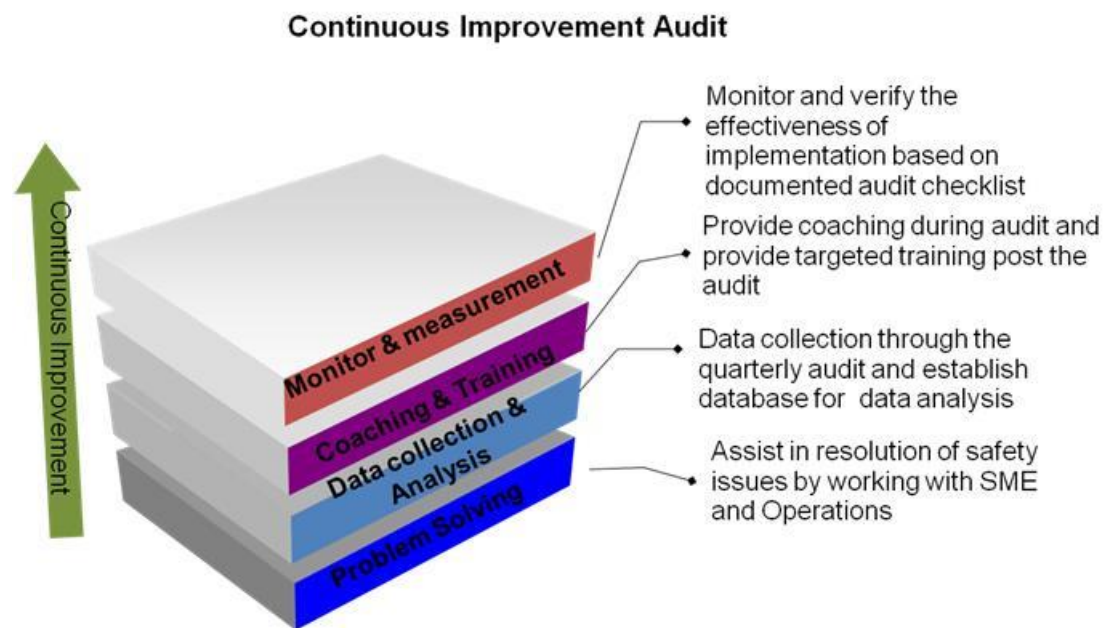 Continuous Improvement Audit
Continuous Improvement
Monitor & measurement
Coaching & Training
Data collection &
Analysis
Problem Solving
Monitor and verify the
effectiveness of
implementation based on
documented audit checklist
Provide coaching during audit and
provide targeted training post the
audit
Data collection through the
quarterly audit and establish
database for data analysis
Assist in resolution of safety
issues by working with SME
and Operations